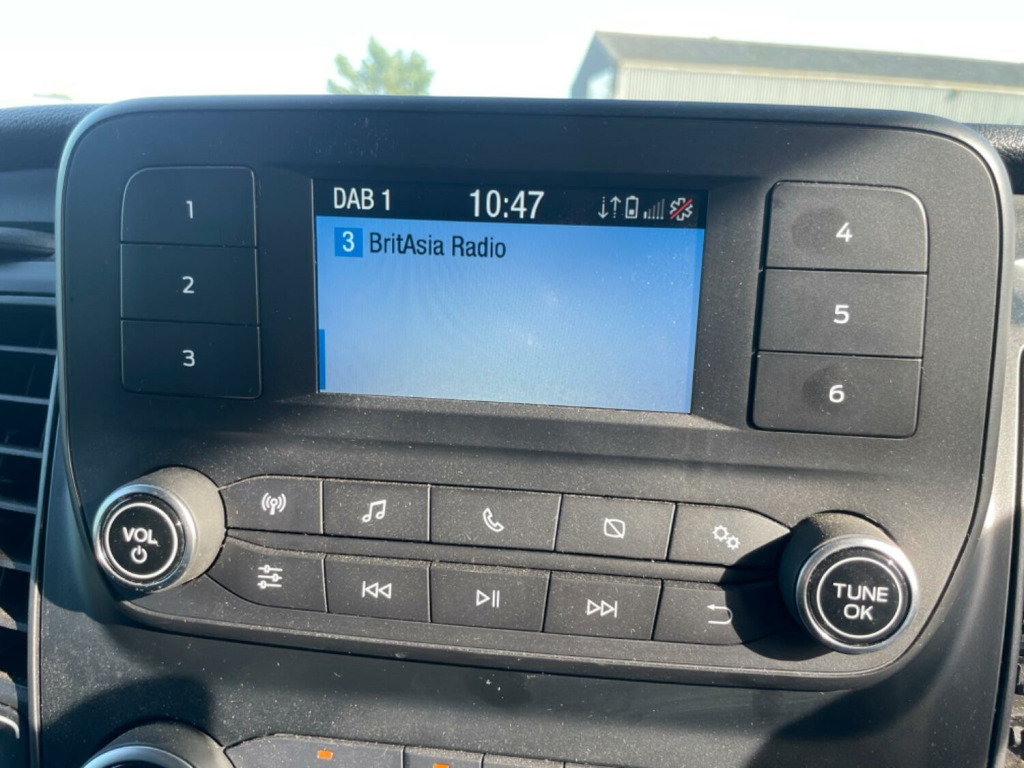 DAB 1 10:47
3 BritAsia Radio
1
2
3
4
5
6
VOL
TUNE
OK